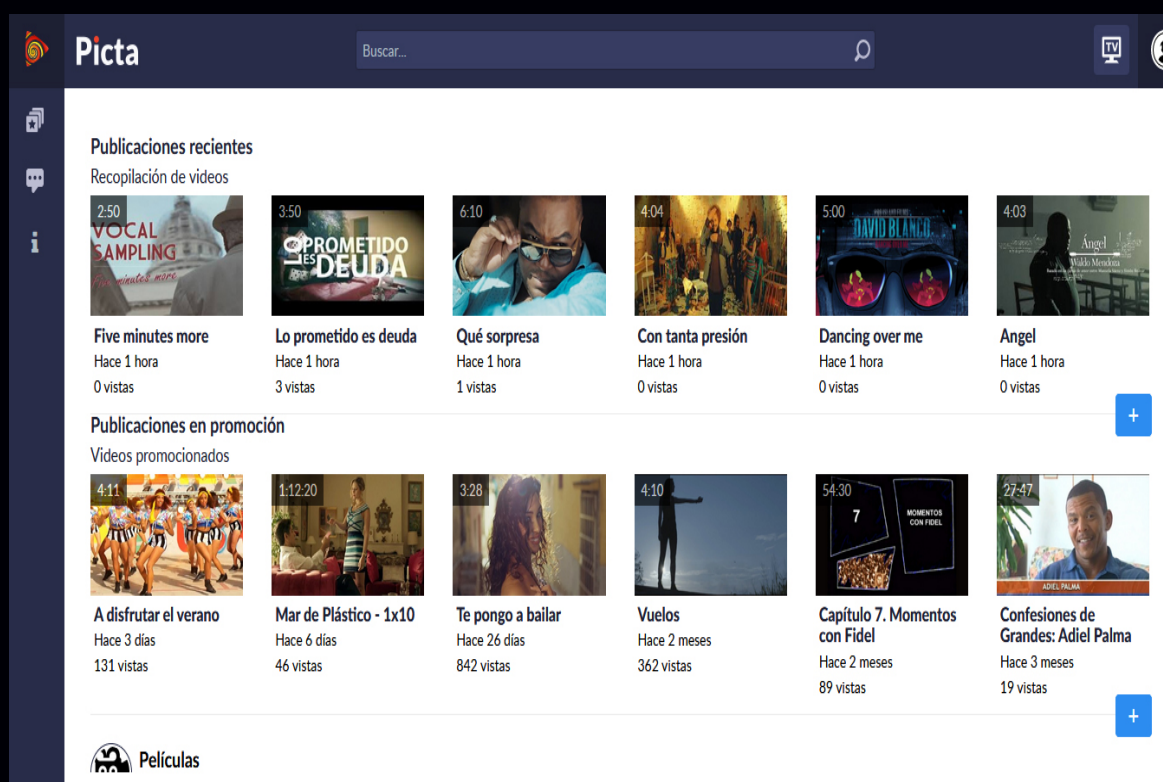 Picta
Buscar...
TV
Publicaciones recientes
Recopilación de videos
2:50
VOCAL
SAMPLING
Five minutes more
3:50
LO PROMETIDO
ES DEUDA
6:10
4:04
5:00
DAVID BLANCO
4:03
Ángel
Waldo Mendoza
Five minutes more
Lo prometido es deuda
Qué sorpresa
Con tanta presión
Dancing over me
Angel
Hace 1 hora
Hace 1 hora
Hace 1 hora
Hace 1 hora
Hace 1 hora
Hace 1 hora
0 vistas
3 vistas
1 vistas
0 vistas
0 vistas
0 vistas
+
Publicaciones en promoción
Videos promocionados
4:11
1:12:20
3:28
4:10
54:30
7
MOMENTOS
CON FIDEL
27:47
ADIEL PALMA
A disfrutar el verano
Mar de Plástico - 1x10
Te pongo a bailar
Vuelos
Capítulo 7. Momentos
con Fidel
Confesiones de
Grandes: Adiel Palma
Hace 3 días
Hace 6 días
Hace 26 días
Hace 2 meses
Hace 2 meses
Hace 3 meses
131 vistas
46 vistas
842 vistas
362 vistas
89 vistas
19 vistas
+
Películas